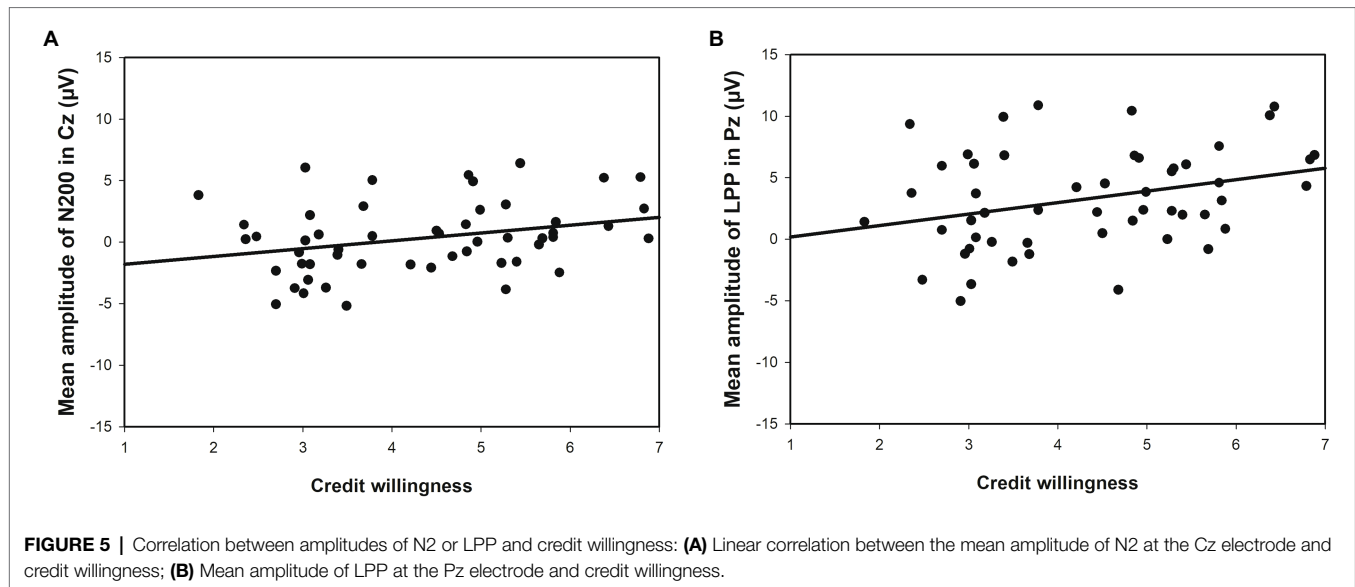 A
15
10
5
0
-5
-10
-15
Mean amplitude of N200 in Cz (µV)
1 2 3 4 5 6 7
Credit willingness
B
15
10
5
0
-5
-10
-15
Mean amplitude of LPP in Pz (µV)
1 2 3 4 5 6 7
Credit willingness
FIGURE 5 | Correlation between amplitudes of N2 or LPP and credit willingness: (A) Linear correlation between the mean amplitude of N2 at the Cz electrode and
credit willingness; (B) Mean amplitude of LPP at the Pz electrode and credit willingness.